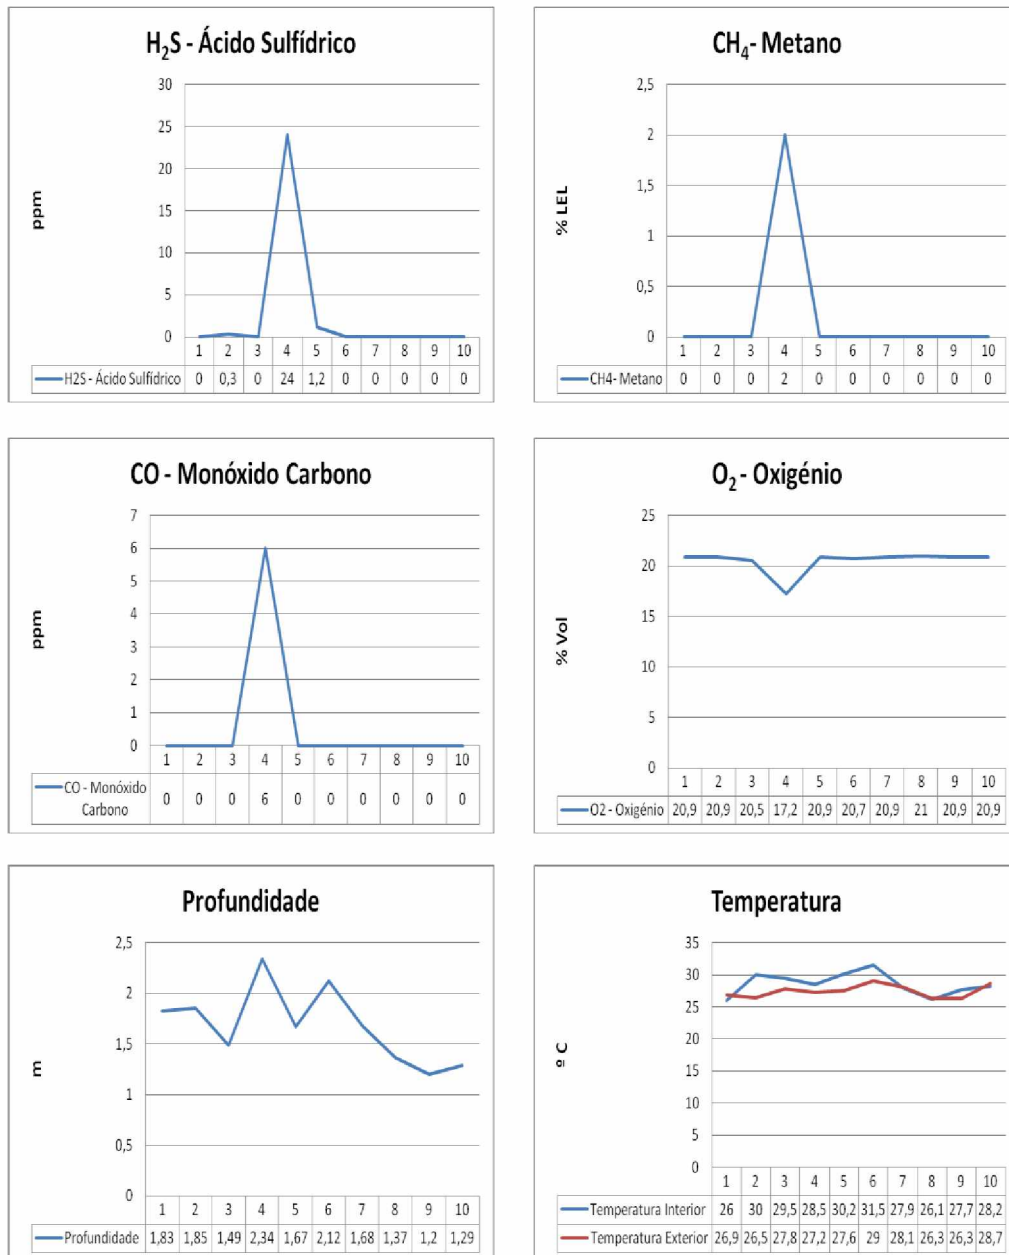 H₂S - Ácido Sulfídrico
ppm
30
25
20
15
10
5
0
1 2 3 4 5 6 7 8 9 10
H2S - Ácido Sulfídrico 0 0,3 0 24 1,2 0 0 0 0 0
CH₄- Metano
% LEL
2,5
2
1,5
1
0,5
0
1 2 3 4 5 6 7 8 9 10
CH4- Metano 0 0 0 2 0 0 0 0 0 0
CO - Monóxido Carbono
ppm
7
6
5
4
3
2
1
0
1 2 3 4 5 6 7 8 9 10
CO - Monóxido
Carbono
0 0 0 6 0 0 0 0 0 0
O₂ - Oxigénio
% Vol
25
20
15
10
5
0
1 2 3 4 5 6 7 8 9 10
O2 - Oxigénio 20,9 20,9 20,5 17,2 20,9 20,7 20,9 21 20,9 20,9
Profundidade
m
2,5
2
1,5
1
0,5
0
1 2 3 4 5 6 7 8 9 10
Profundidade 1,83 1,85 1,49 2,34 1,67 2,12 1,68 1,37 1,2 1,29
Temperatura
º C
35
30
25
20
15
10
5
0
1 2 3 4 5 6 7 8 9 10
Temperatura Interior 26 30 29,5 28,5 30,2 31,5 27,9 26,1 27,7 28,2
Temperatura Exterior 26,9 26,5 27,8 27,2 27,6 29 28,1 26,3 26,3 28,7